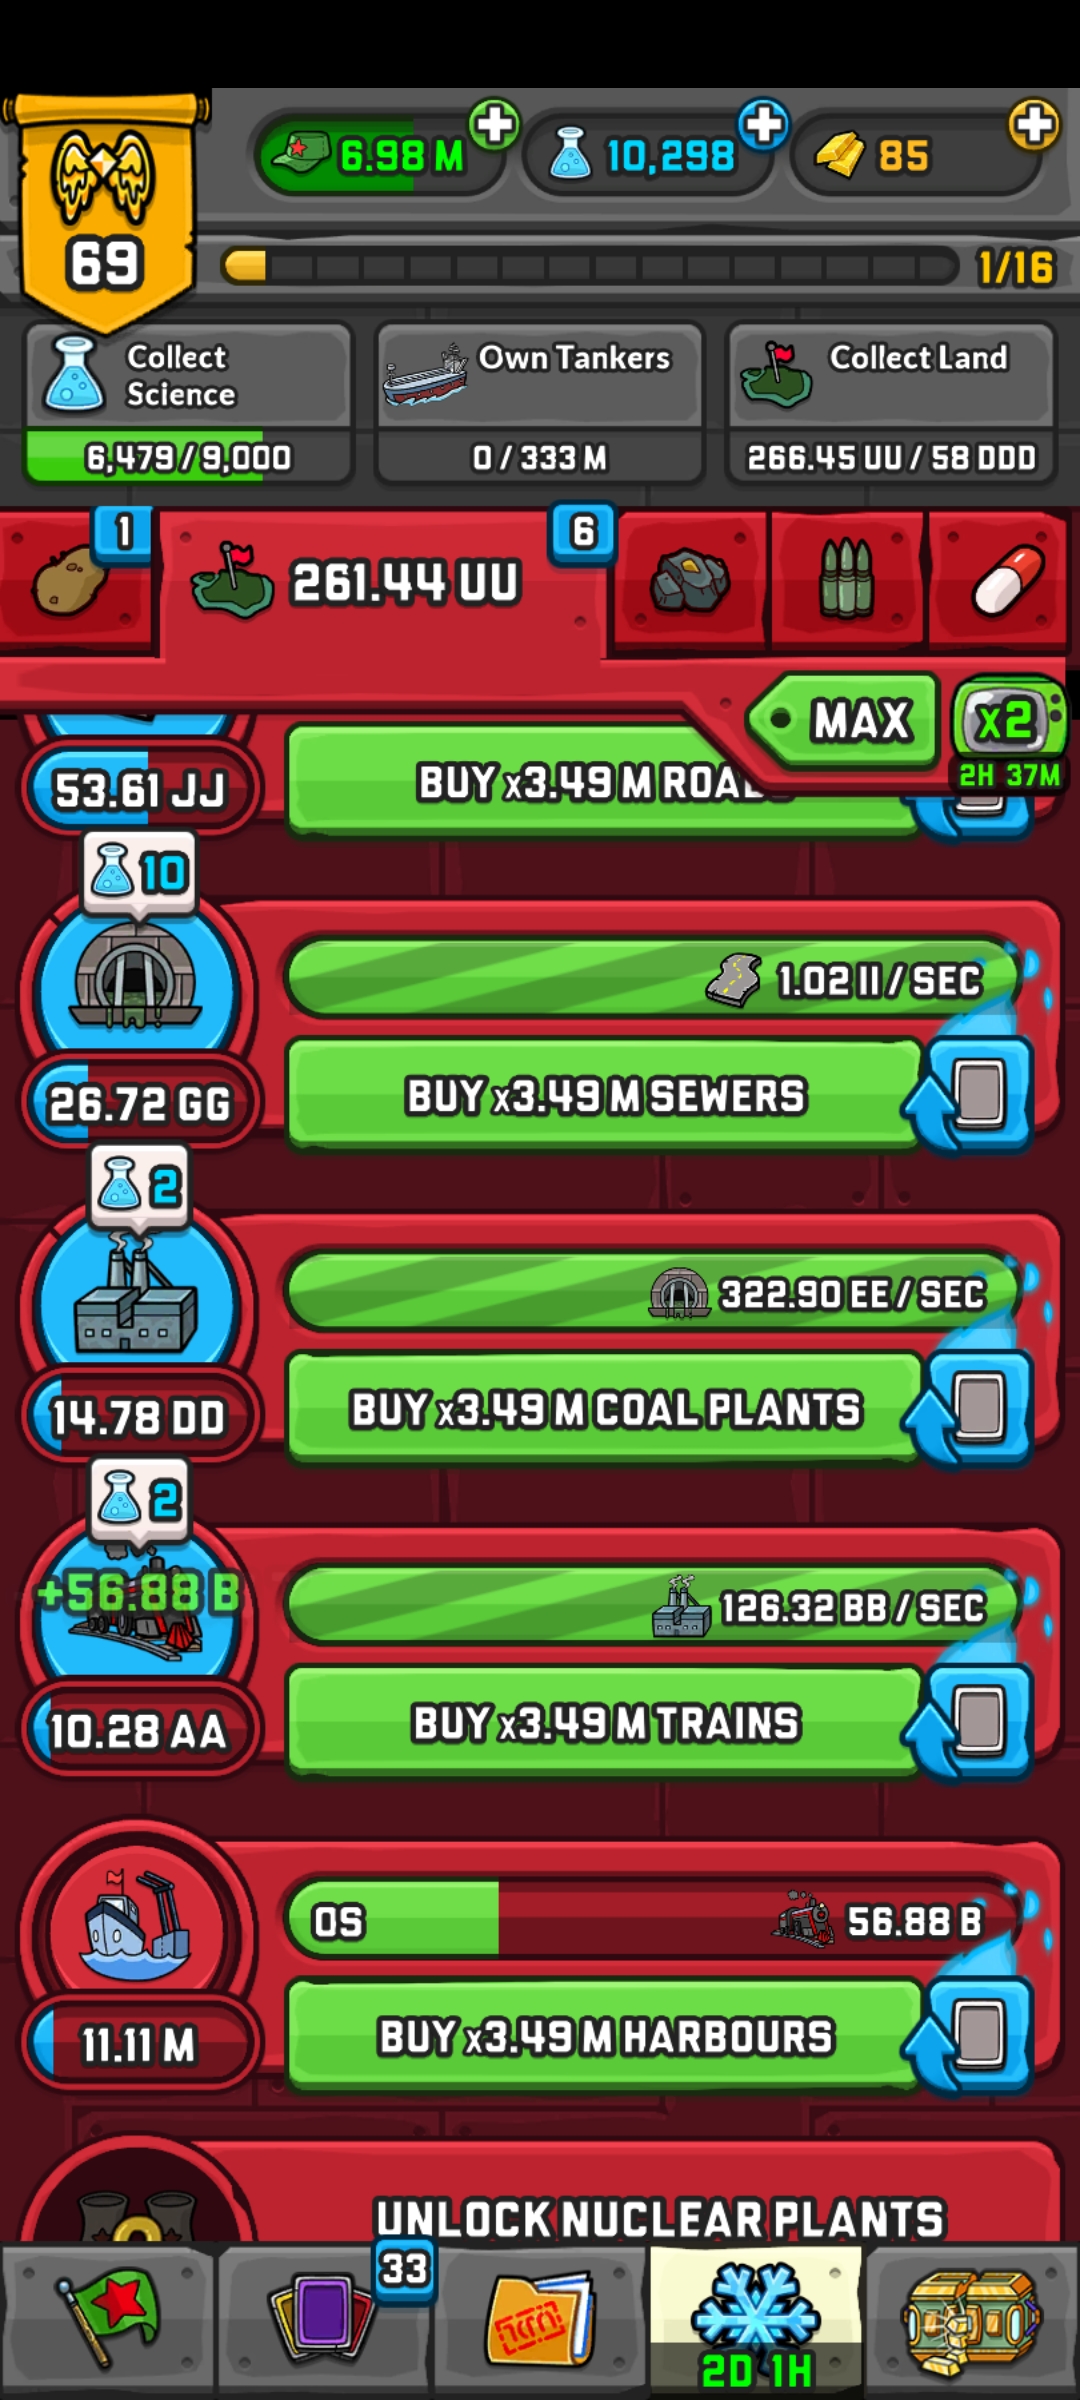 6.98 M
10,298
85
69
1/16
Collect
Science
Own Tankers
Collect Land
6,479/9,000
0/333 M
266.45 UU/58 DDD
1
261.44 UU
6
MAX
x2
2H 37M
53.61 JJ
BUY x3.49 M ROAD
10
1.02 II/SEC
26.72 GG
BUY x3.49 M SEWERS
2
322.90 EE/SEC
14.78 DD
BUY x3.49 M COAL PLANTS
2
+56.88 B
126.32 BB/SEC
10.28 AA
BUY x3.49 M TRAINS
0S
56.88 B
11.11 M
BUY x3.49 M HARBOURS
UNLOCK NUCLEAR PLANTS
33
2D 1H